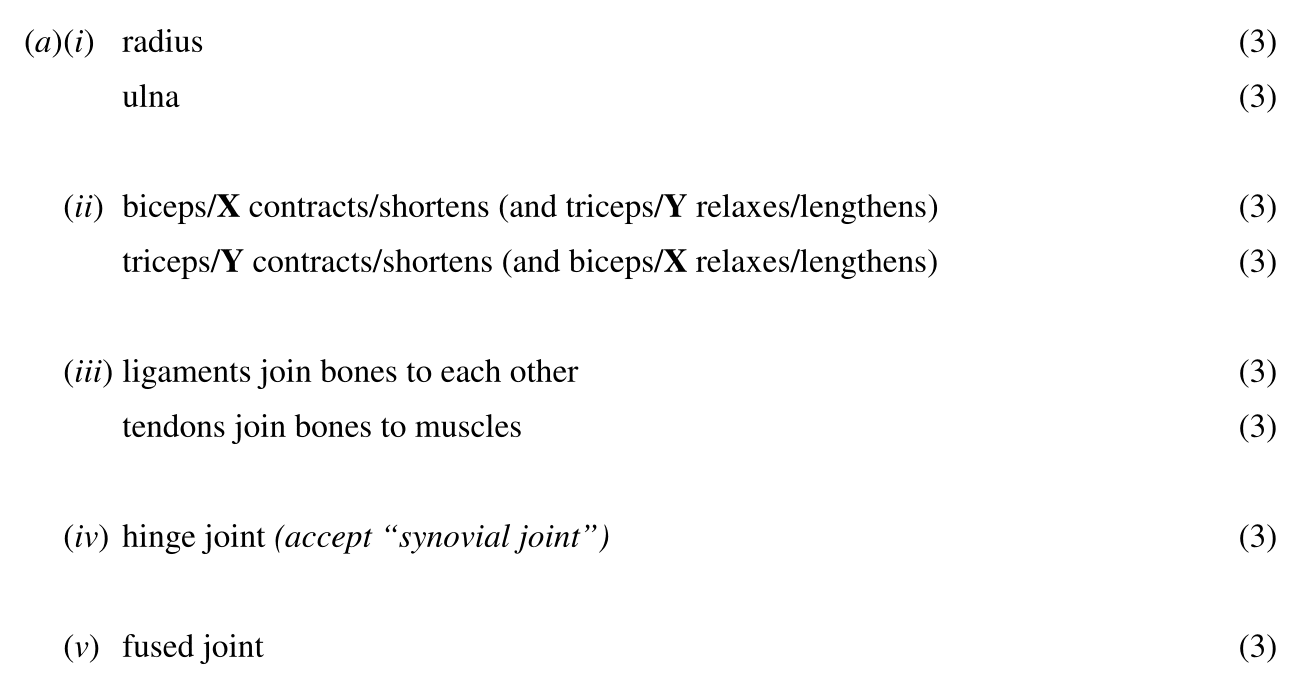 (a)(i) radius (3)
ulna (3)
(ii) biceps/X contracts/shortens (and triceps/Y relaxes/lengthens) (3)
triceps/Y contracts/shortens (and biceps/X relaxes/lengthens) (3)
(iii) ligaments join bones to each other (3)
tendons join bones to muscles (3)
(iv) hinge joint (accept “synovial joint”) (3)
(v) fused joint (3)